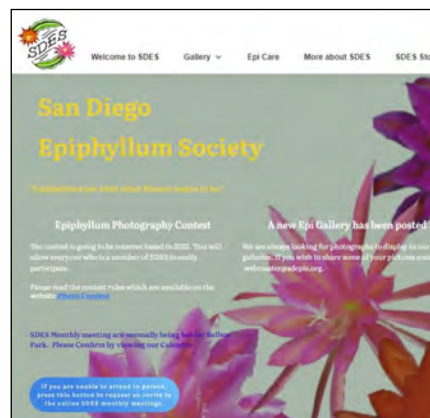 SDES
Welcome to SDES
Gallery
Epi Care
More about SDES
SDES Sto
San Diego
Epiphyllum Society
Epiphyllum Photography Contest
The contest is going to be internet based in 2022. This will
allow everyone who is a member of SDES to easily
participate.
Please read the contest rules which are available on the
website Photo Contest
A new Epi Gallery has been posted!
We are always looking for photographs to display in our
galleries. If you wish to share some of your pictures
webmaster@sdepis.org.
SDES Monthly meeting are normally being held at Balboa
Park. Please Confirm by viewing our Calendar
If you are unable to attend in person,
press this button to request an invite to
the online SDES monthly meetings.